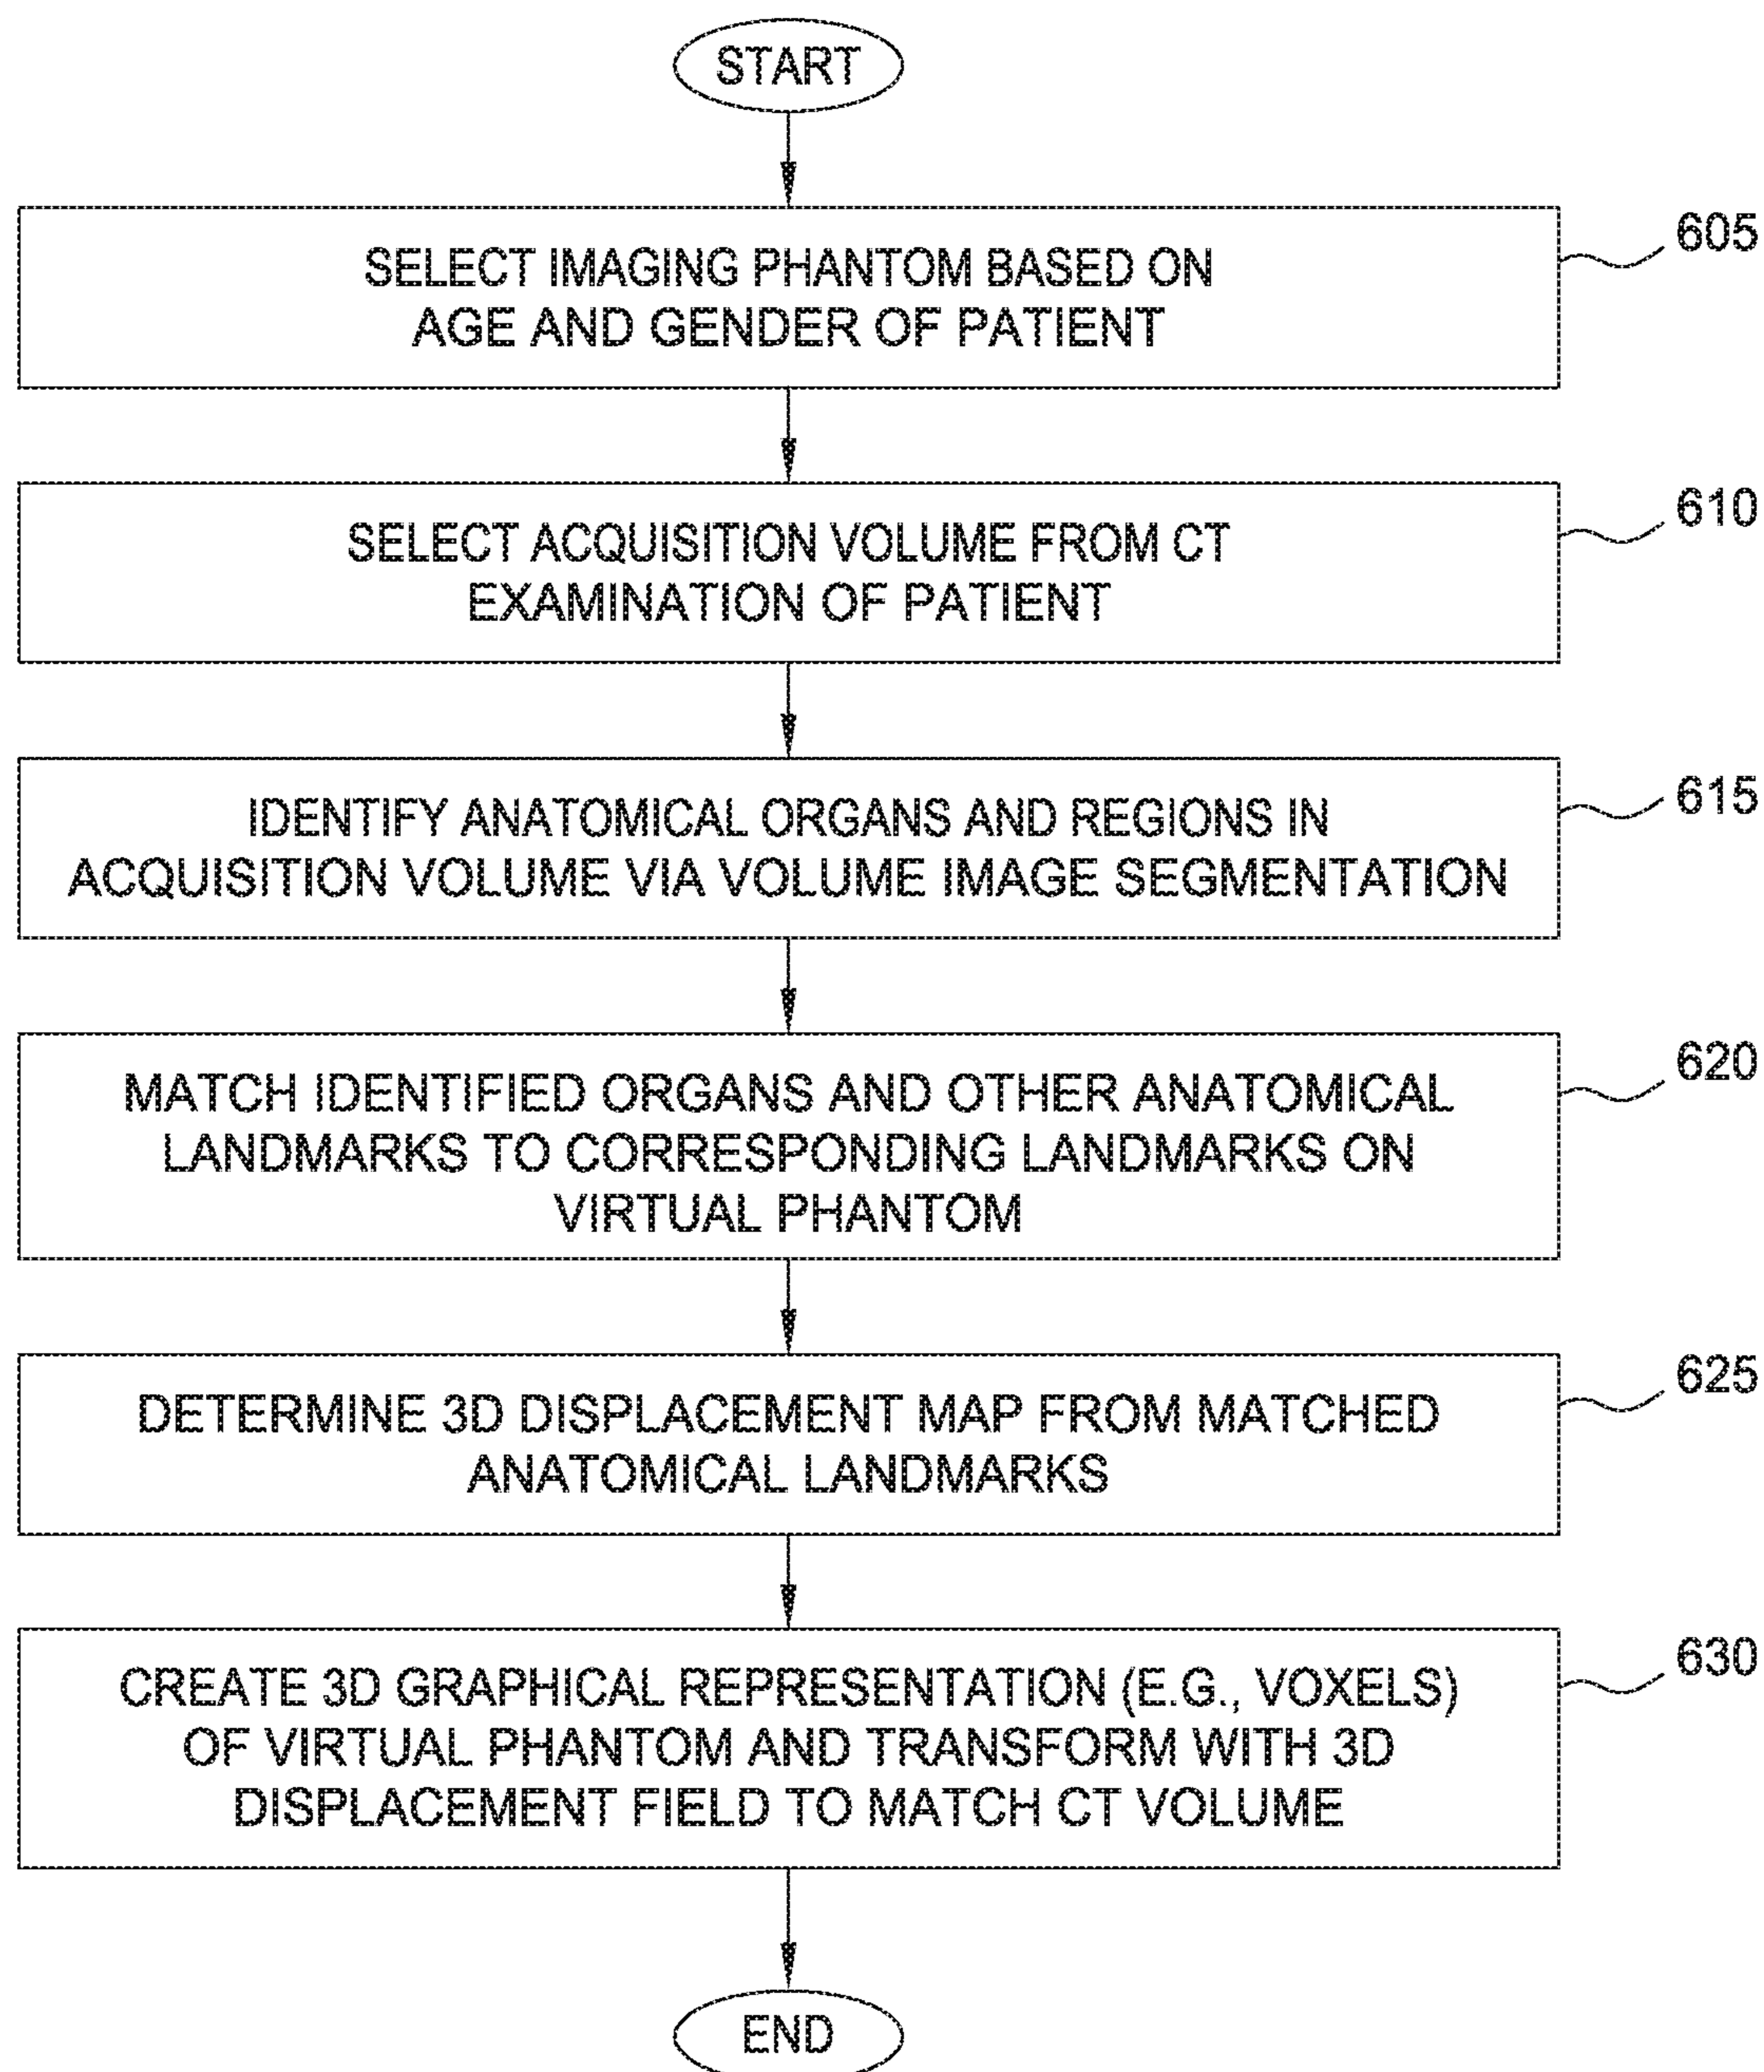 START
SELECT IMAGING PHANTOM BASED ON
AGE AND GENDER OF PATIENT
605
SELECT ACQUISITION VOLUME FROM CT
EXAMINATION OF PATIENT
610
IDENTIFY ANATOMICAL ORGANS AND REGIONS IN
ACQUISITION VOLUME VIA VOLUME IMAGE SEGMENTATION
615
MATCH IDENTIFIED ORGANS AND OTHER ANATOMICAL
LANDMARKS TO CORRESPONDING LANDMARKS ON
VIRTUAL PHANTOM
620
DETERMINE 3D DISPLACEMENT MAP FROM MATCHED
ANATOMICAL LANDMARKS
625
CREATE 3D GRAPHICAL REPRESENTATION (E.G., VOXELS)
OF VIRTUAL PHANTOM AND TRANSFORM WITH 3D
DISPLACEMENT FIELD TO MATCH CT VOLUME
630
END